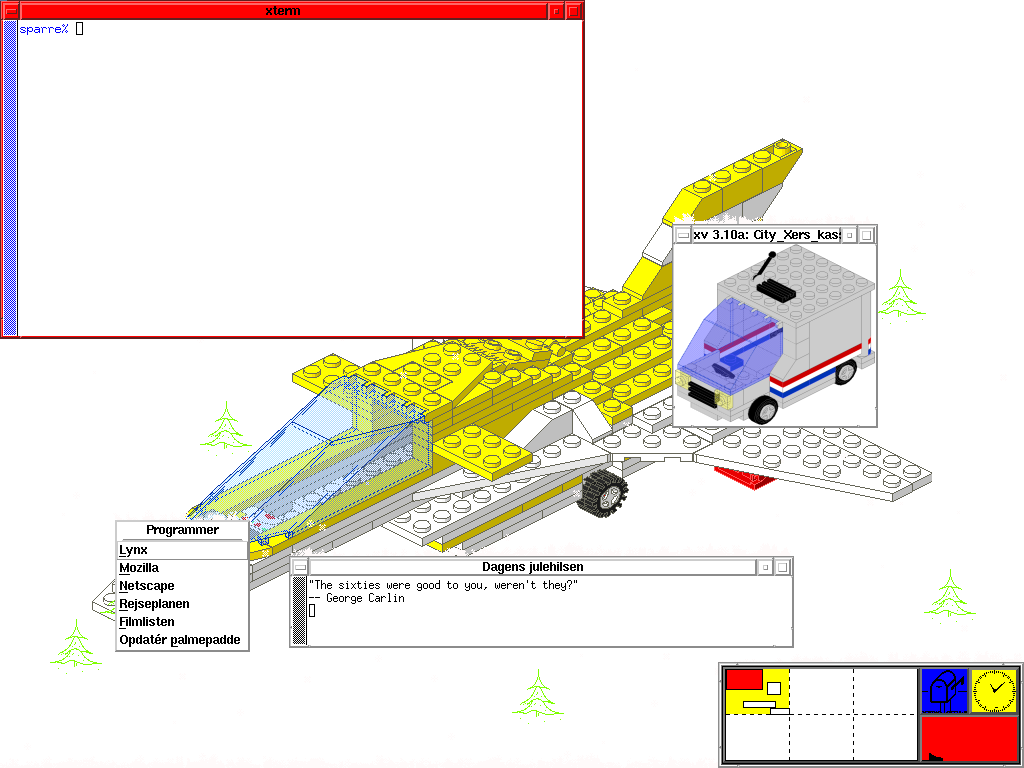 xterm
sparre%
xv 3.10a: City_Xers_kas
Programmer
Lynx
Mozilla
Netscape
Rejseplanen
Filmlisten
Opdatér palmepadde
Dagens julehilsen
"The sixties were good to you, weren't they?"
-- George Carlin